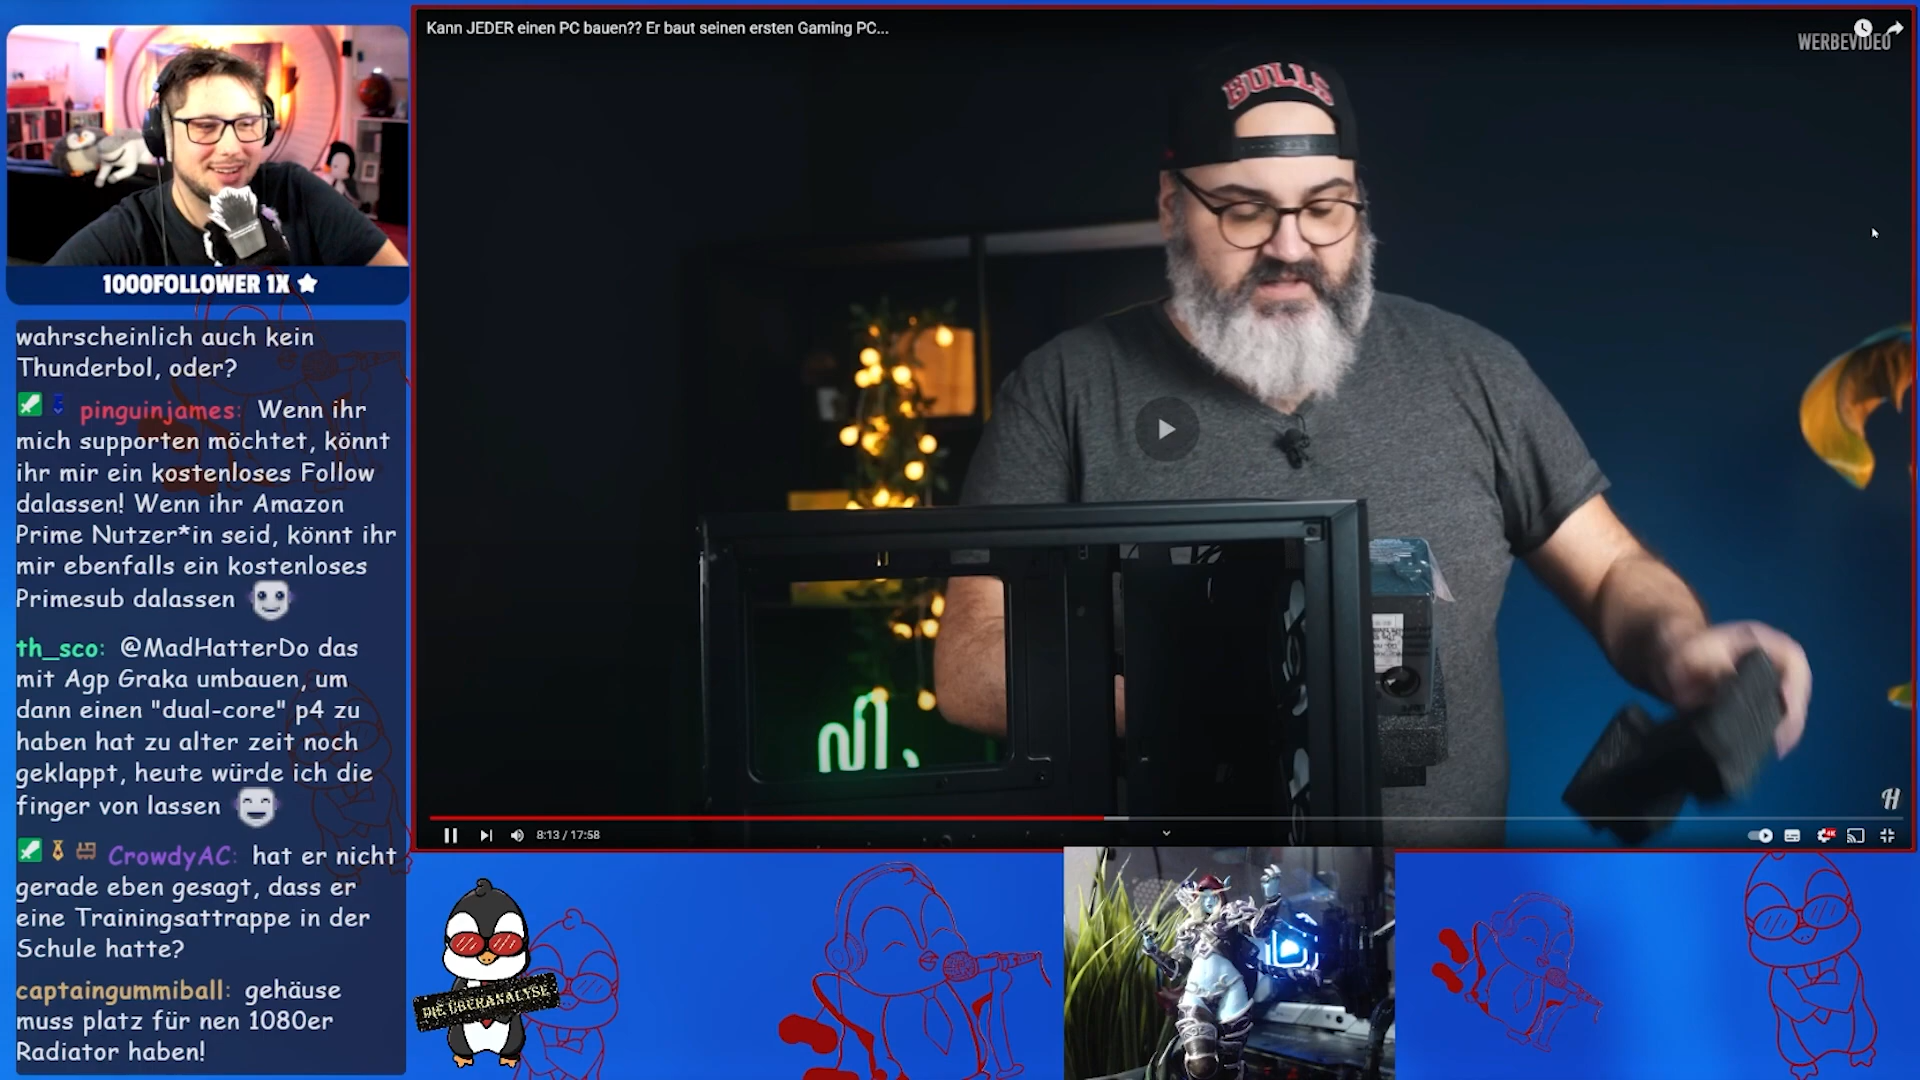 Kann JEDER einen PC bauen?? Er baut seinen ersten Gaming PC...
WERBEVIDEO
BULLS
1000FOLLOWER 1X
wahrscheinlich auch kein
Thunderbol, oder?
pinguinjames: Wenn ihr
mich supporten möchtet, könnt
ihr mir ein kostenloses Follow
dalassen! Wenn ihr Amazon
Prime Nutzer*in seid, könnt ihr
mir ebenfalls ein kostenloses
Primesub dalassen
th_sco: @MadHatterDo das
mit Agp Graka umbauen, um
dann einen "dual-core" p4 zu
haben hat zu alter zeit noch
geklappt, heute würde ich die
finger von lassen
CrowdyAC: hat er nicht
gerade eben gesagt, dass er
eine Trainingsattrappe in der
Schule hatte?
captaingummiball: gehäuse
muss platz für nen 1080er
Radiator haben!
8:13 / 17:58
4K
H
DIE ÜBERANALYSE